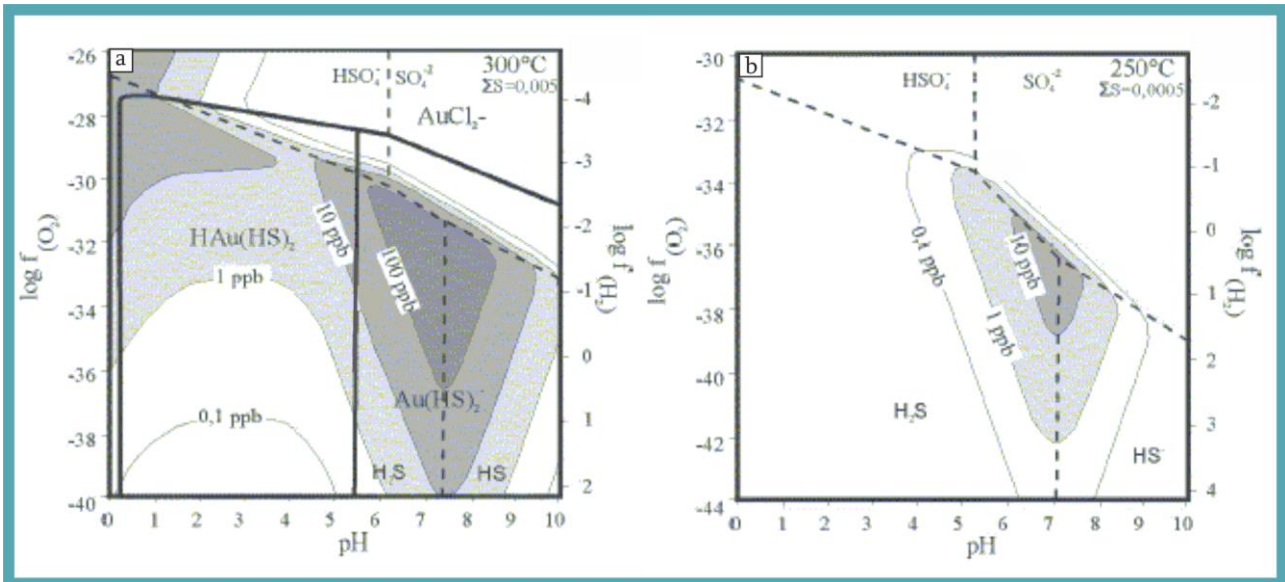 a
300°C
ΣS=0,005
HSO₄⁻ SO₄⁻²
AuCl₂-
HAu(HS)₂
10 ppb
100 ppb
1 ppb
Au(HS)₂⁻
0,1 ppb
H₂S HS⁻
log f (O₂)
-26
-28
-30
-32
-34
-36
-38
-40
0 1 2 3 4 5 6 7 8 9 10
pH
-4
-3
-2
-1
0
1
2
log f (H₂)
b
250°C
ΣS=0,0005
HSO₄⁻ SO₄⁻²
0,1 ppb
10 ppb
1 ppb
H₂S
HS⁻
log f (O₂)
-30
-32
-33
-34
-36
-38
-40
-42
-44
0 1 2 3 4 5 6 7 8 9 10
pH
-2
-1
0
1
2
3
4
log f (H₂)